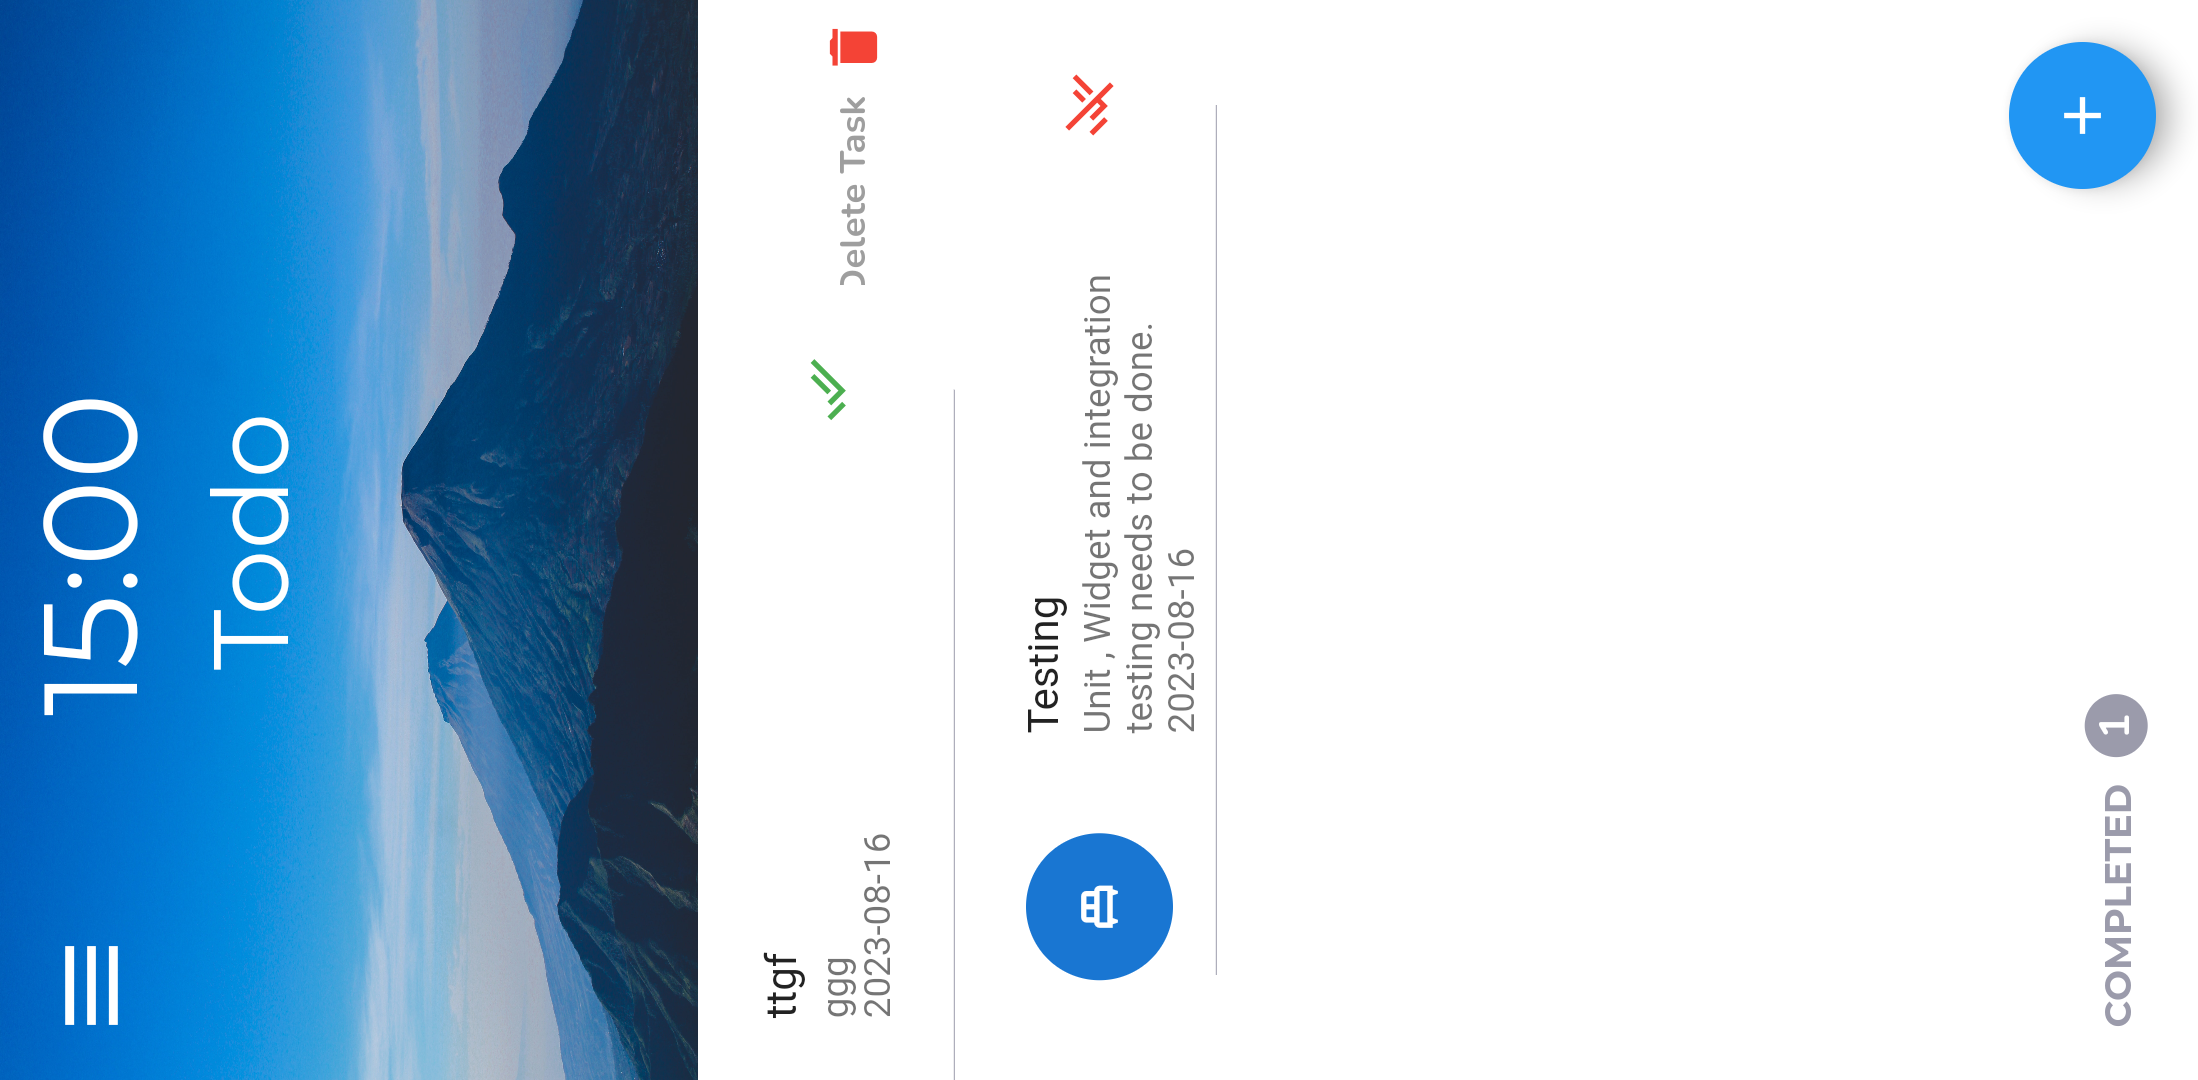 15:00
Todo
ttgf
ggg
2023-08-16
Delete Task
Testing
Unit , Widget and integration
testing needs to be done.
2023-08-16
COMPLETED 1